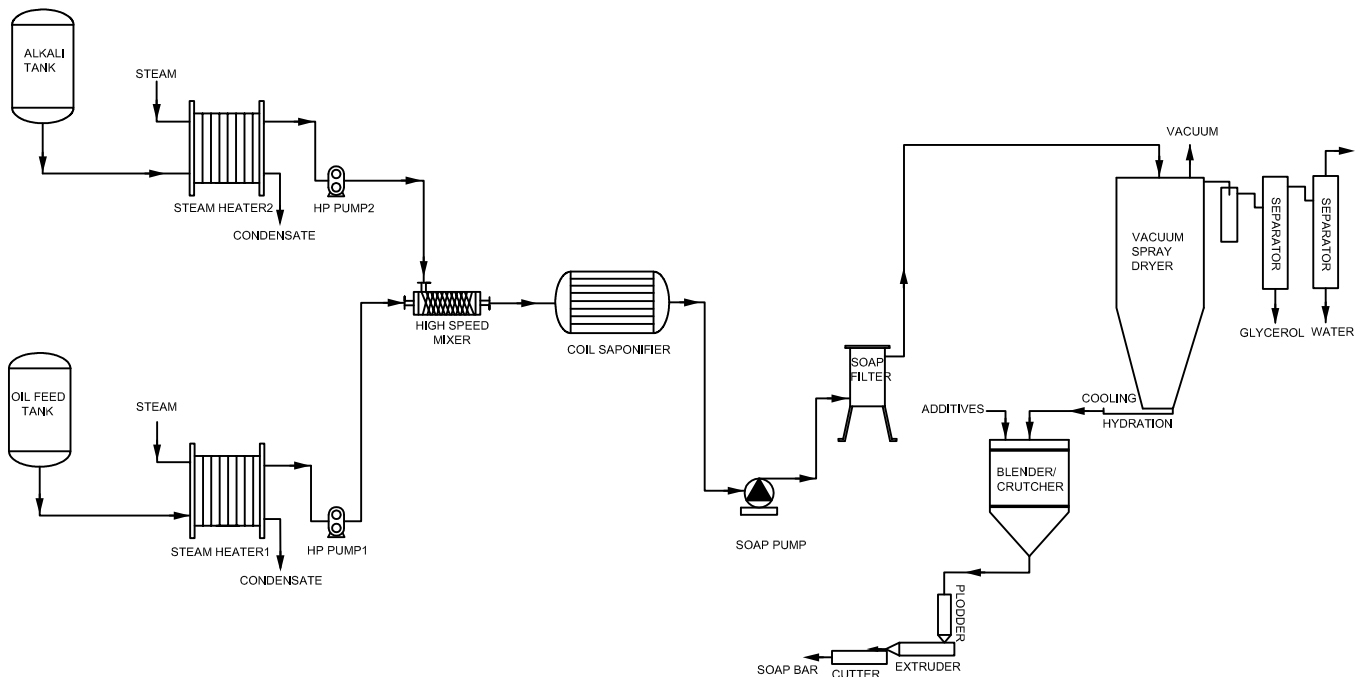 ALKALI
TANK
STEAM
STEAM HEATER2
CONDENSATE
HP PUMP2
HIGH SPEED
MIXER
COIL SAPONIFIER
OIL FEED
TANK
STEAM
STEAM HEATER1
CONDENSATE
HP PUMP1
SOAP PUMP
SOAP
FILTER
VACUUM
VACUUM
SPRAY
DRYER
SEPARATOR
SEPARATOR
GLYCEROL
WATER
COOLING
HYDRATION
ADDITIVES
BLENDER/
CRUTCHER
PLODDER
EXTRUDER
CUTTER
SOAP BAR